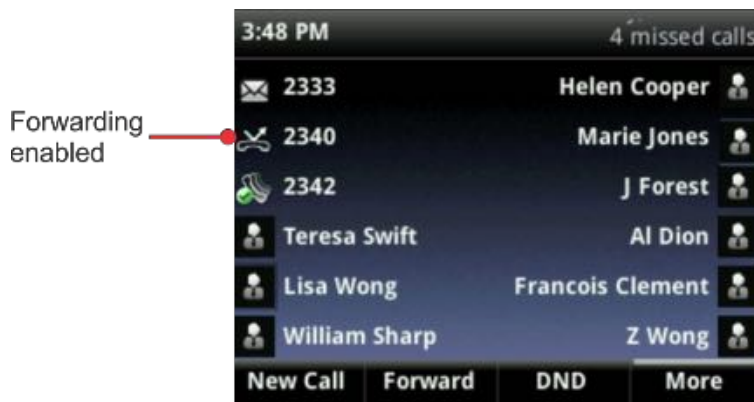 3:48 PM 4 missed calls
2333 Helen Cooper
Forwarding
enabled
2340 Marie Jones
2342 J Forest
Teresa Swift Al Dion
Lisa Wong Francois Clement
William Sharp Z Wong
New Call Forward DND More